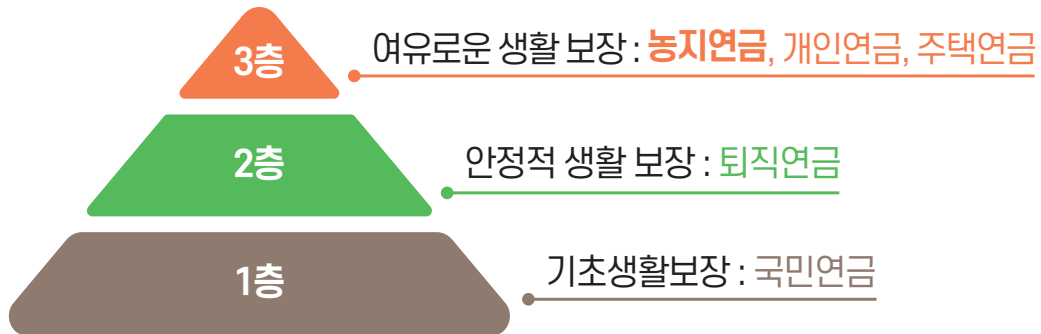 3층
여유로운 생활 보장 : 농지연금, 개인연금, 주택연금
2층
안정적 생활 보장 : 퇴직연금
1층
기초생활보장 : 국민연금